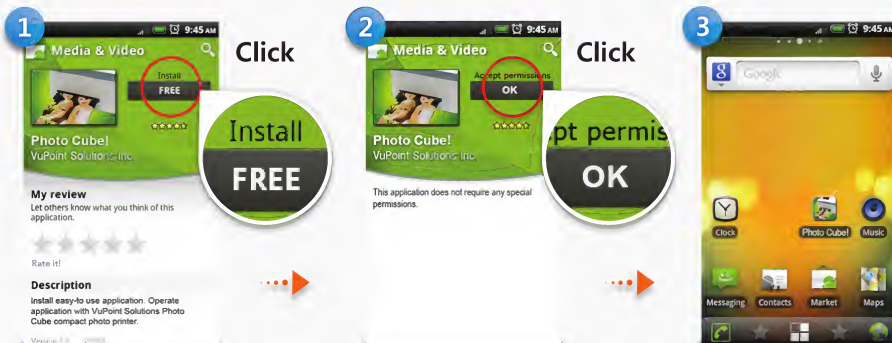 1
9:45 AM
Media & Video
Install
FREE
Photo Cube!
VuPoint Solutions Inc.
My review
Let others know what you think of this
application.
Rate it!
Description
Install easy-to use application. Operate
application with VuPoint Solutions Photo
Cube compact photo printer.
Version 1.0
Click
Install
FREE
2
9:45 AM
Media & Video
Accept permissions
OK
Photo Cube!
VuPoint Solutions Inc.
This application does not require any special
permissions.
Click
pt permis
OK
3
9:45 AM
8 Google
Clock
Photo Cube!
Music
Messaging
Contacts
Market
Maps